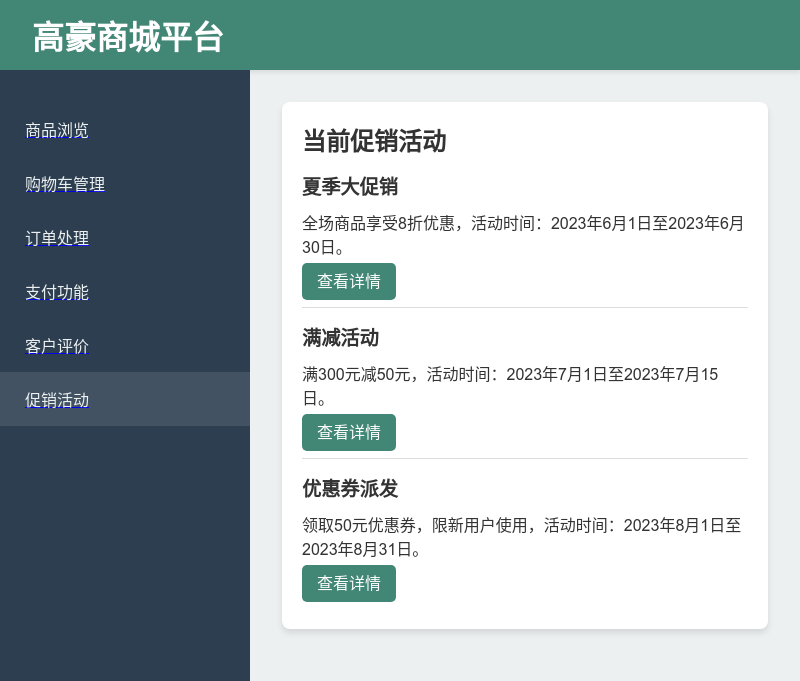 高豪商城平台
商品浏览
购物车管理
订单处理
支付功能
客户评价
促销活动
当前促销活动
夏季大促销
全场商品享受8折优惠，活动时间：2023年6月1日至2023年6月
30日。
查看详情
满减活动
满300元减50元，活动时间：2023年7月1日至2023年7月15
日。
查看详情
优惠券派发
领取50元优惠券，限新用户使用，活动时间：2023年8月1日至
2023年8月31日。
查看详情